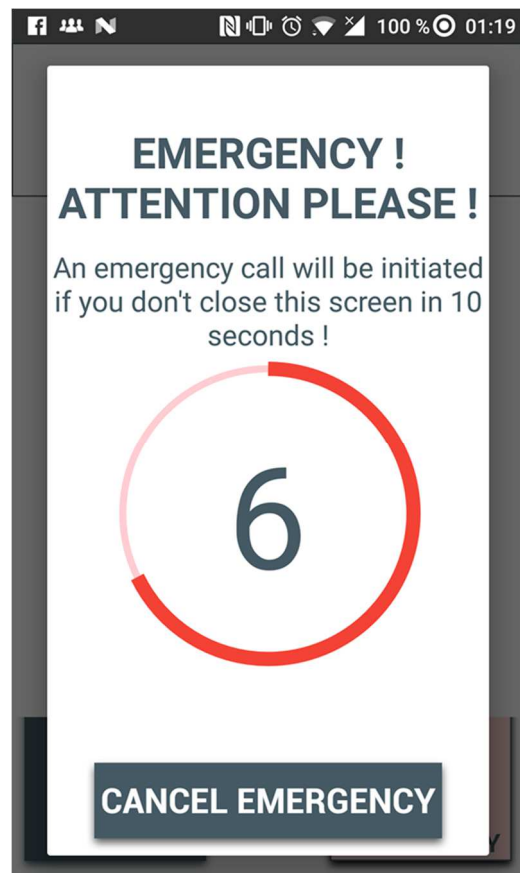 100 % 01:19
EMERGENCY !
ATTENTION PLEASE !
An emergency call will be initiated
if you don't close this screen in 10
seconds !
6
CANCEL EMERGENCY
Y